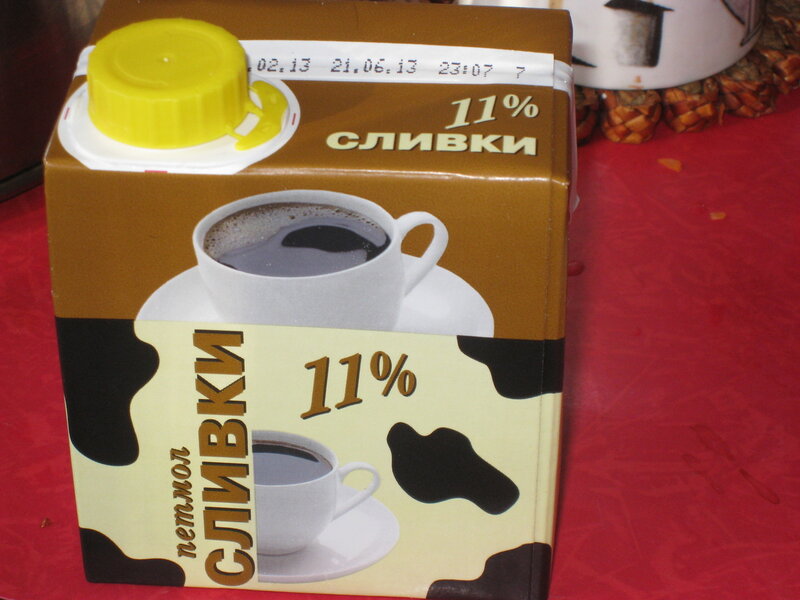 .02.13 21.06.13 23:07 7
11%
сливки
11%
петмол
СЛИВКИ